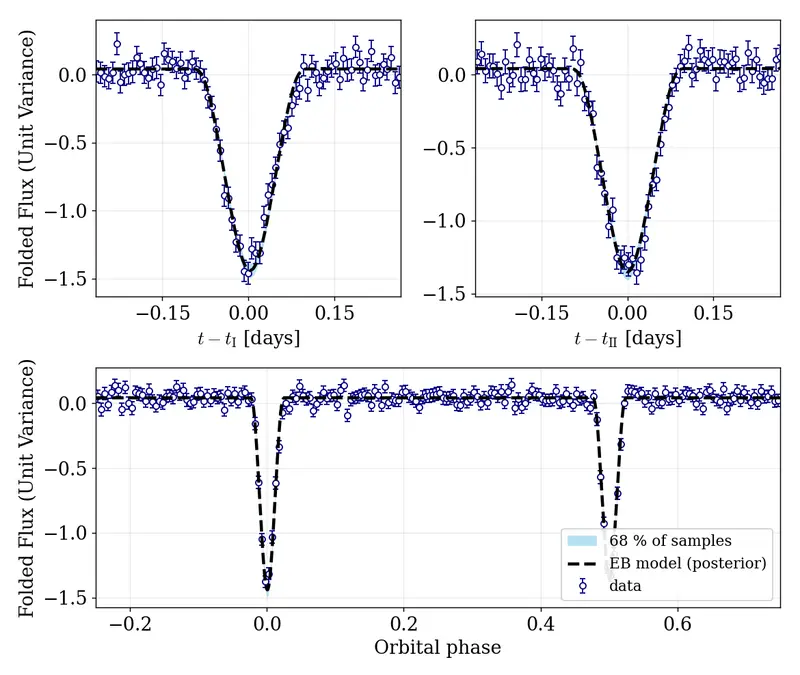 Folded Flux (Unit Variance)
0.0
−0.5
−1.0
−1.5
−0.15 0.00 0.15
t − tI [days]
0.0
−0.5
−1.0
−1.5
−0.15 0.00 0.15
t − tII [days]
Folded Flux (Unit Variance)
0.0
−0.5
−1.0
−1.5
68 % of samples
EB model (posterior)
data
−0.2 0.0 0.2 0.4 0.6
Orbital phase